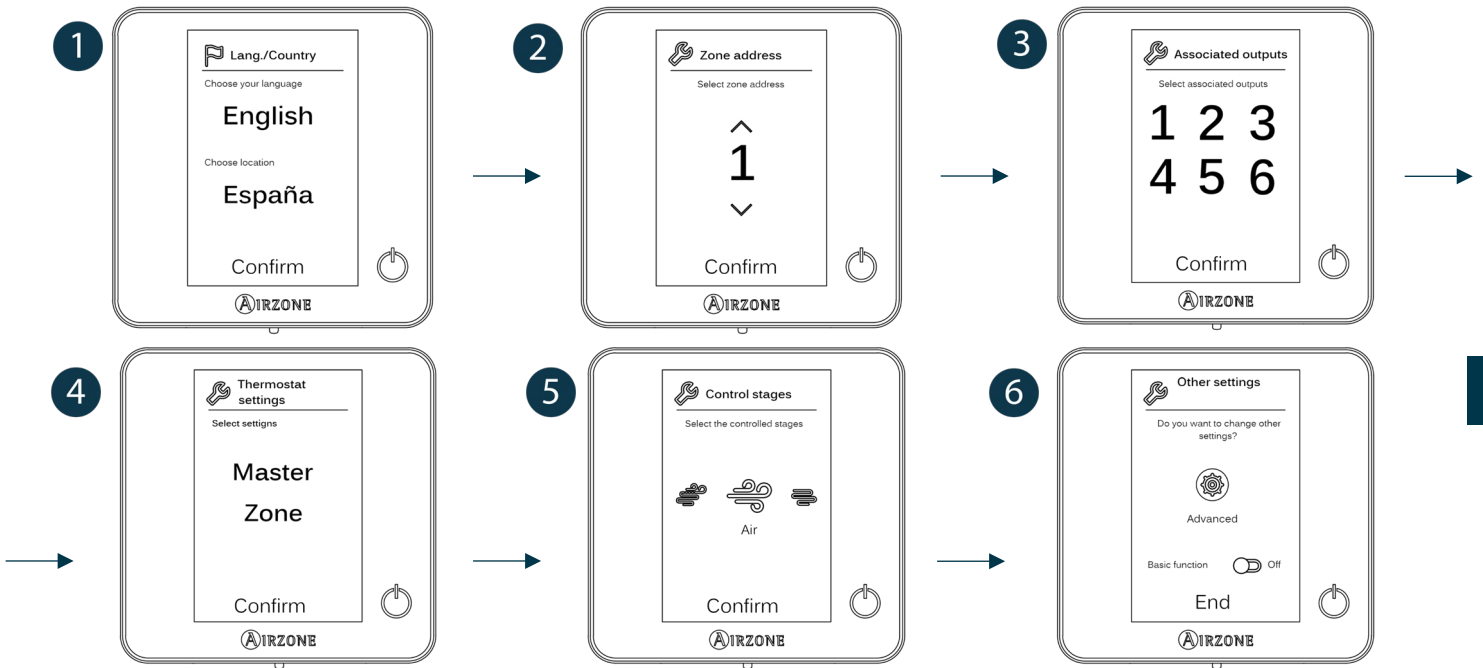 1
Lang./Country
Choose your language
English
Choose location
España
Confirm
AIRZONE
2
Zone address
Select zone address
1
Confirm
AIRZONE
3
Associated outputs
Select associated outputs
1 2 3
4 5 6
Confirm
AIRZONE
4
Thermostat
settings
Select settigns
Master
Zone
Confirm
AIRZONE
5
Control stages
Select the controlled stages
Air
Confirm
AIRZONE
6
Other settings
Do you want to change other
settings?
Advanced
Basic function Off
End
AIRZONE